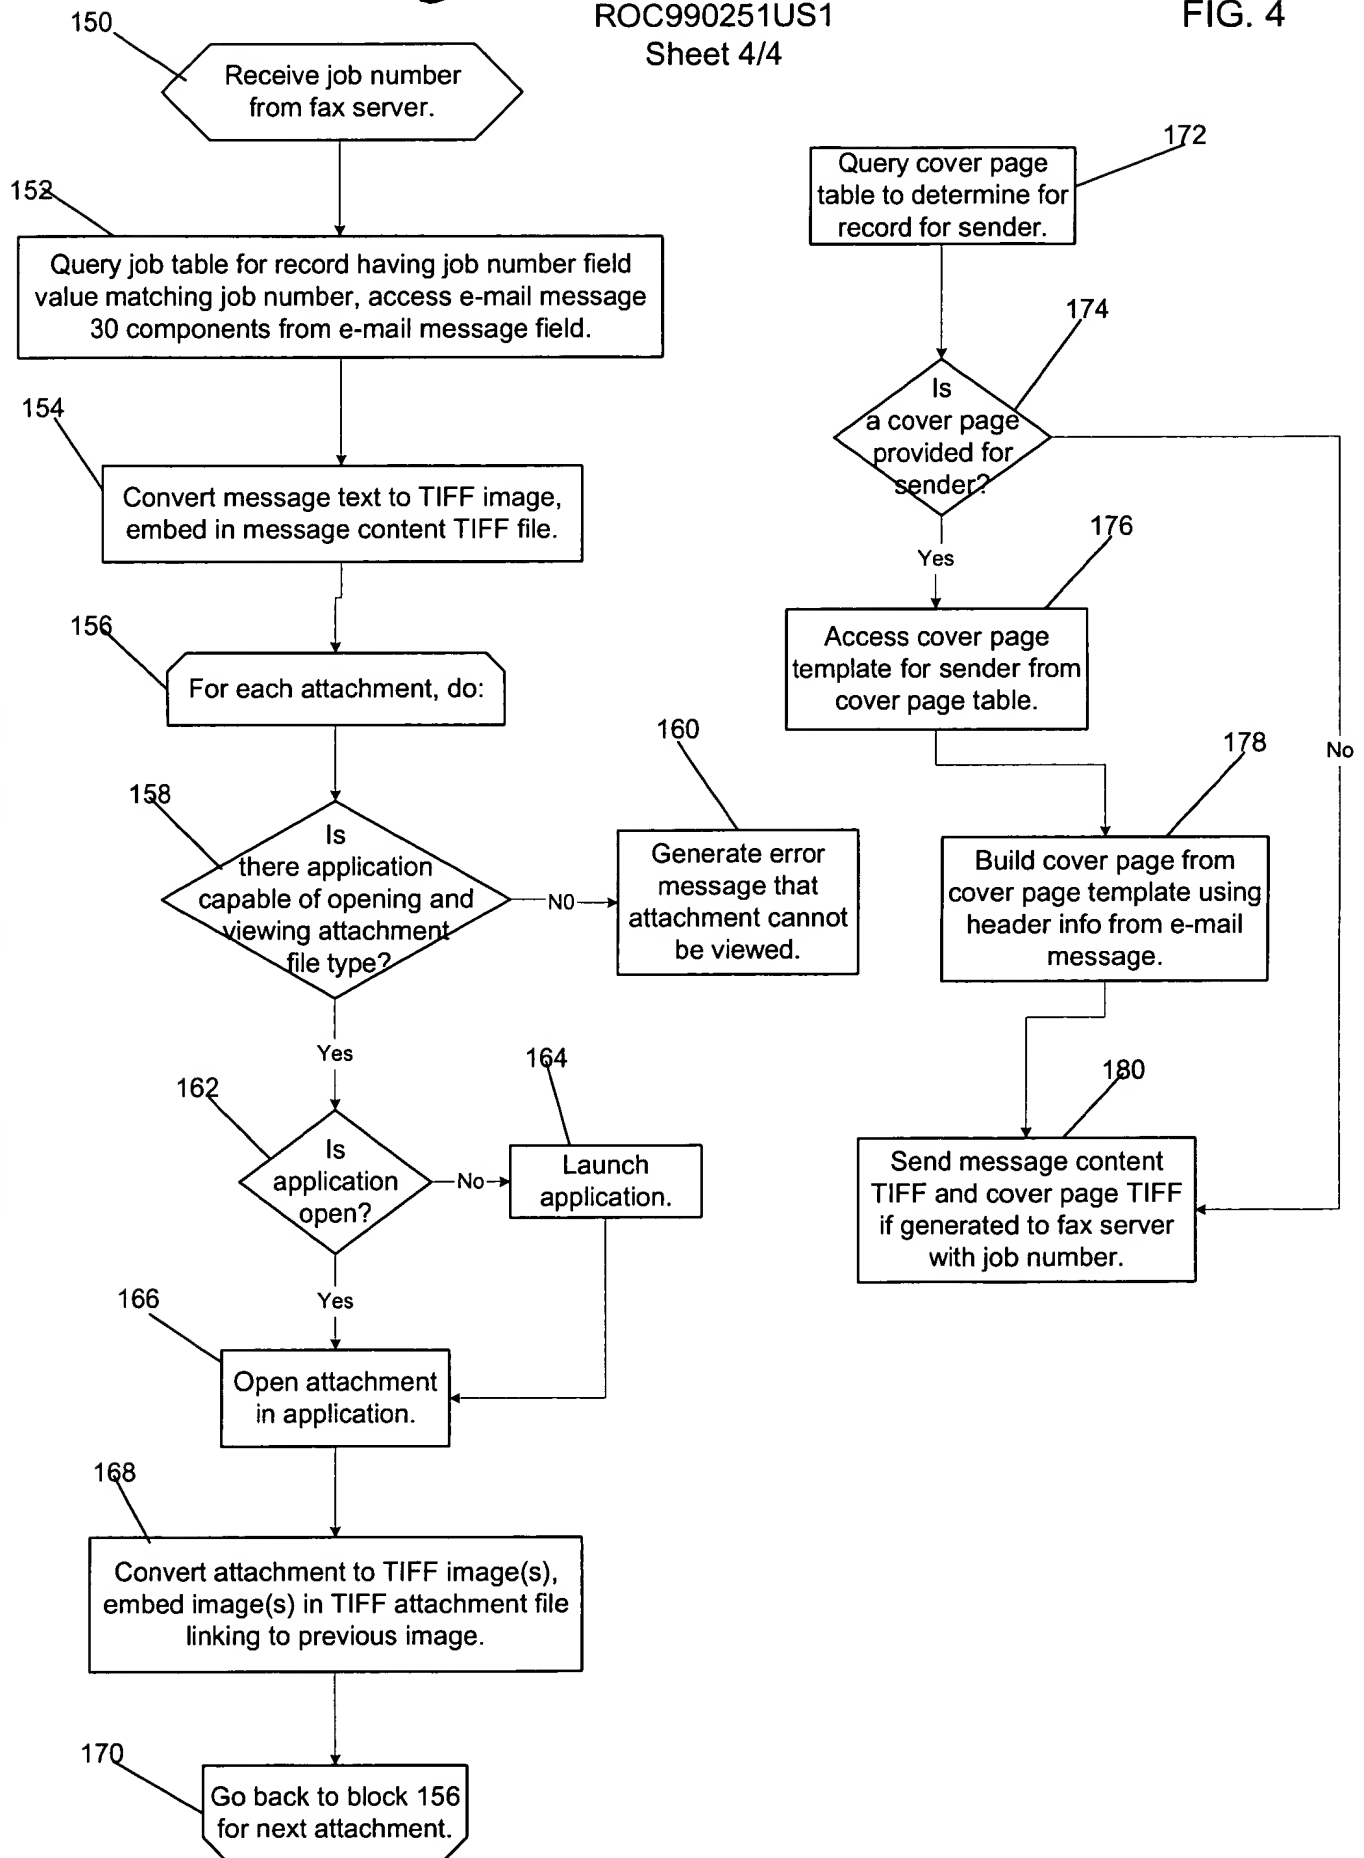 ROC990251US1
Sheet 4/4
FIG. 4
150
Receive job number
from fax server.
152
Query job table for record having job number field
value matching job number, access e-mail message
30 components from e-mail message field.
154
Convert message text to TIFF image,
embed in message content TIFF file.
156
For each attachment, do:
158
Is
there application
capable of opening and
viewing attachment
file type?
N0
160
Generate error
message that
attachment cannot
be viewed.
Yes
162
Is
application
open?
No
164
Launch
application.
Yes
166
Open attachment
in application.
168
Convert attachment to TIFF image(s),
embed image(s) in TIFF attachment file
linking to previous image.
170
Go back to block 156
for next attachment.
172
Query cover page
table to determine for
record for sender.
174
Is
a cover page
provided for
sender?
Yes
No
176
Access cover page
template for sender from
cover page table.
178
Build cover page from
cover page template using
header info from e-mail
message.
180
Send message content
TIFF and cover page TIFF
if generated to fax server
with job number.